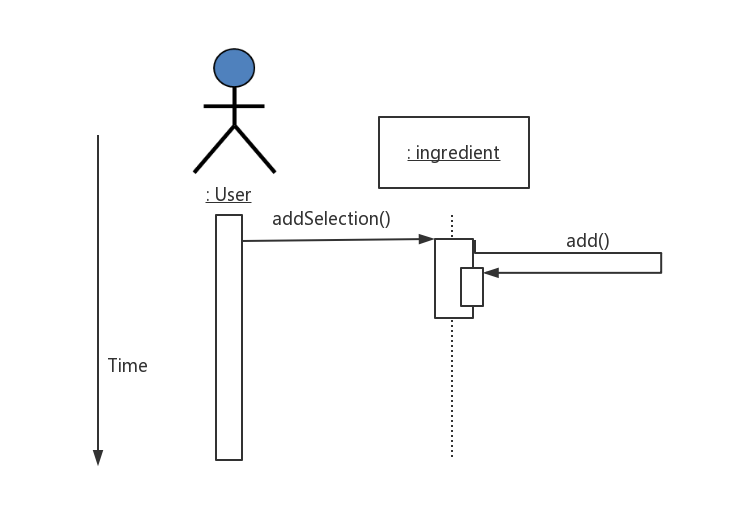 : ingredient
: User
addSelection()
add()
Time